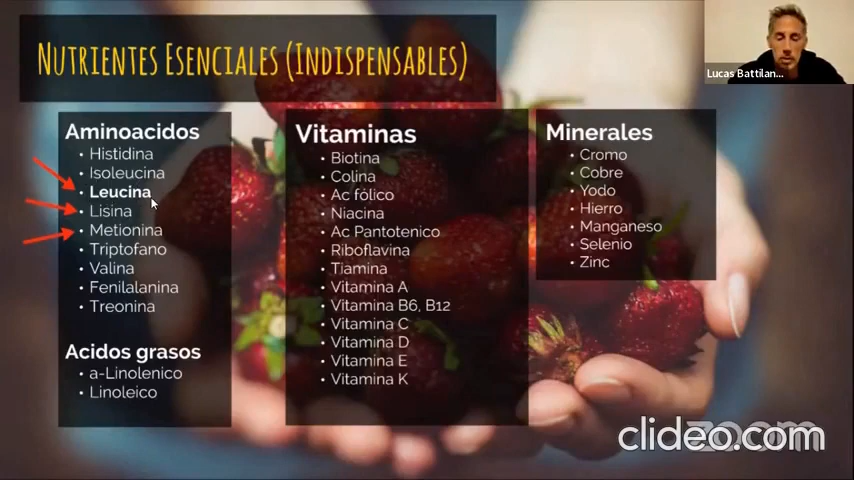 Nutrientes Esenciales (Indispensables)
Lucas Battilan...
Aminoacidos
• Histidina
• Isoleucina
• Leucina
• Lisina
• Metionina
• Triptofano
• Valina
• Fenilalanina
• Treonina
Acidos grasos
• a-Linolenico
• Linoleico
Vitaminas
• Biotina
• Colina
• Ac fòlico
• Niacina
• Ac Pantotenico
• Riboflavina
• Tiamina
• Vitamina A
• Vitamina B6, B12
• Vitamina C
• Vitamina D
• Vitamina E
• Vitamina K
Minerales
• Cromo
• Cobre
• Yodo
• Hierro
• Manganeso
• Selenio
• Zinc
zoom
clideo.com